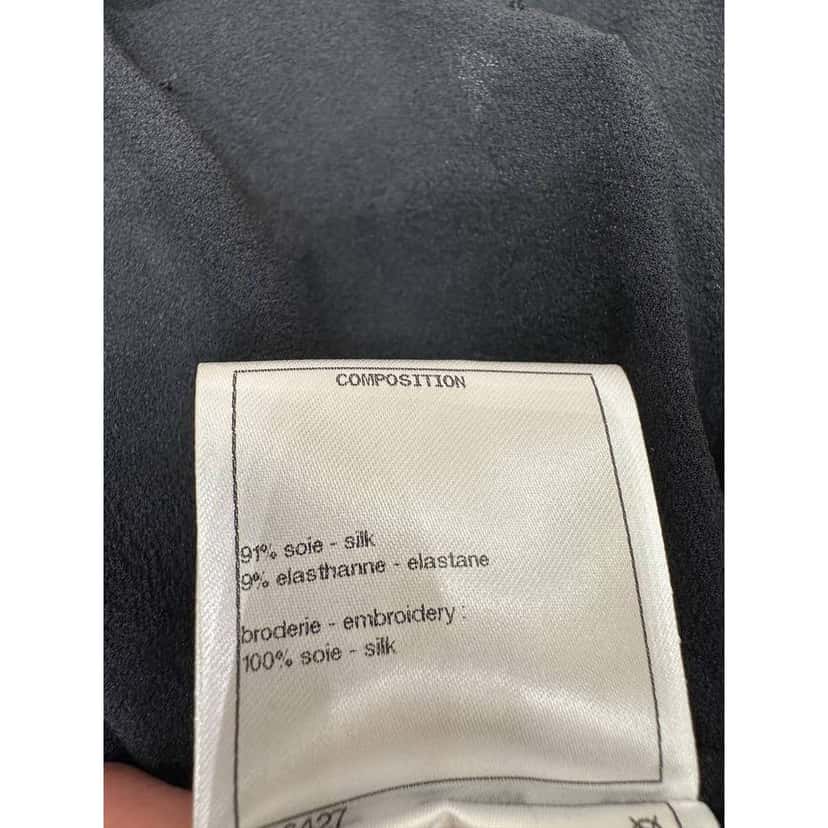 COMPOSITION
91% soie - silk
9% elasthanne - elastane
broderie - embroidery :
100% soie - silk